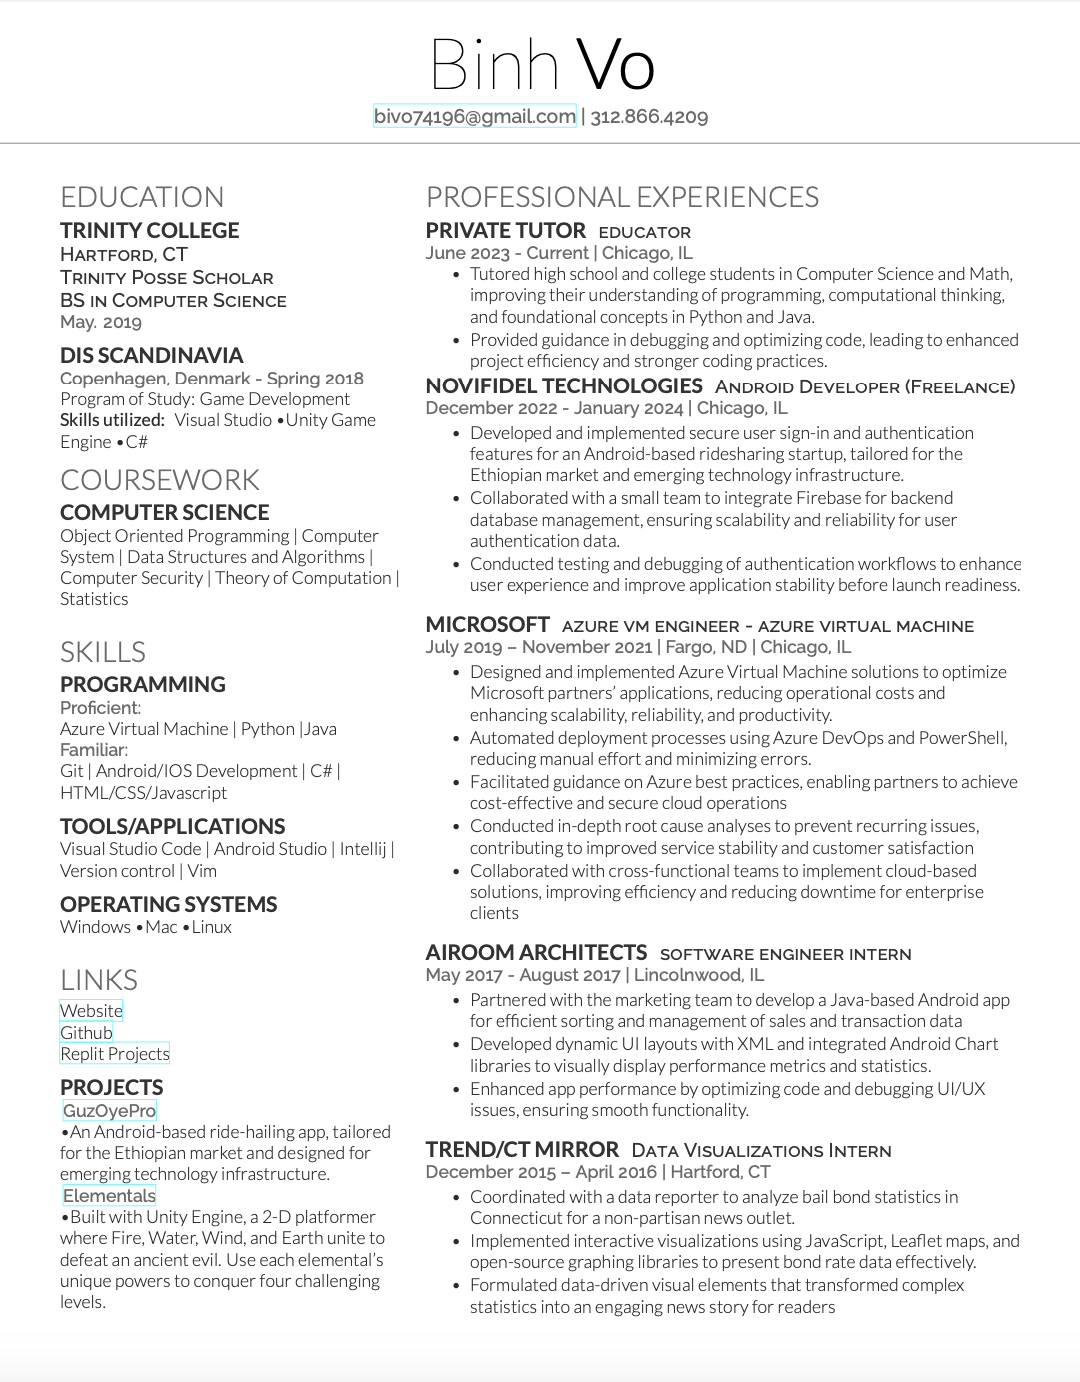 Binh Vo
bivo74196@gmail.com | 312.866.4209
EDUCATION
TRINITY COLLEGE
HARTFORD, CT
TRINITY POSSE SCHOLAR
BS IN COMPUTER SCIENCE
May. 2019
DIS SCANDINAVIA
Copenhagen, Denmark - Spring 2018
Program of Study: Game Development
Skills utilized: Visual Studio •Unity Game
Engine •C#
COURSEWORK
COMPUTER SCIENCE
Object Oriented Programming | Computer
System | Data Structures and Algorithms |
Computer Security | Theory of Computation |
Statistics
SKILLS
PROGRAMMING
Proficient:
Azure Virtual Machine | Python |Java
Familiar:
Git | Android/IOS Development | C# |
HTML/CSS/Javascript
TOOLS/APPLICATIONS
Visual Studio Code | Android Studio | Intellij |
Version control | Vim
OPERATING SYSTEMS
Windows •Mac •Linux
LINKS
Website
Github
Replit Projects
PROJECTS
GuzOyePro
•An Android-based ride-hailing app, tailored
for the Ethiopian market and designed for
emerging technology infrastructure.
Elementals
•Built with Unity Engine, a 2-D platformer
where Fire, Water, Wind, and Earth unite to
defeat an ancient evil. Use each elemental's
unique powers to conquer four challenging
levels.
PROFESSIONAL EXPERIENCES
PRIVATE TUTOR EDUCATOR
June 2023 - Current | Chicago, IL
• Tutored high school and college students in Computer Science and Math,
improving their understanding of programming, computational thinking,
and foundational concepts in Python and Java.
• Provided guidance in debugging and optimizing code, leading to enhanced
project efficiency and stronger coding practices.
NOVIFIDEL TECHNOLOGIES ANDROID DEVELOPER (FREELANCE)
December 2022 - January 2024 | Chicago, IL
• Developed and implemented secure user sign-in and authentication
features for an Android-based ridesharing startup, tailored for the
Ethiopian market and emerging technology infrastructure.
• Collaborated with a small team to integrate Firebase for backend
database management, ensuring scalability and reliability for user
authentication data.
• Conducted testing and debugging of authentication workflows to enhance
user experience and improve application stability before launch readiness.
MICROSOFT AZURE VM ENGINEER - AZURE VIRTUAL MACHINE
July 2019 – November 2021 | Fargo, ND | Chicago, IL
• Designed and implemented Azure Virtual Machine solutions to optimize
Microsoft partners' applications, reducing operational costs and
enhancing scalability, reliability, and productivity.
• Automated deployment processes using Azure DevOps and PowerShell,
reducing manual effort and minimizing errors.
• Facilitated guidance on Azure best practices, enabling partners to achieve
cost-effective and secure cloud operations
• Conducted in-depth root cause analyses to prevent recurring issues,
contributing to improved service stability and customer satisfaction
• Collaborated with cross-functional teams to implement cloud-based
solutions, improving efficiency and reducing downtime for enterprise
clients
AIROOM ARCHITECTS SOFTWARE ENGINEER INTERN
May 2017 - August 2017 | Lincolnwood, IL
• Partnered with the marketing team to develop a Java-based Android app
for efficient sorting and management of sales and transaction data
• Developed dynamic UI layouts with XML and integrated Android Chart
libraries to visually display performance metrics and statistics.
• Enhanced app performance by optimizing code and debugging UI/UX
issues, ensuring smooth functionality.
TREND/CT MIRROR DATA VISUALIZATIONS INTERN
December 2015 – April 2016 | Hartford, CT
• Coordinated with a data reporter to analyze bail bond statistics in
Connecticut for a non-partisan news outlet.
• Implemented interactive visualizations using JavaScript, Leaflet maps, and
open-source graphing libraries to present bond rate data effectively.
• Formulated data-driven visual elements that transformed complex
statistics into an engaging news story for readers